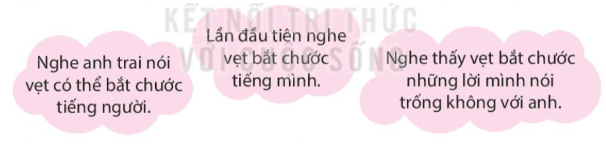 KẾT NỐI TRI THỨC
VỚI CUỘC SỐNG
Nghe anh trai nói
vẹt có thể bắt chước
tiếng người.
Lần đầu tiên nghe
vẹt bắt chước
tiếng mình.
Nghe thấy vẹt bắt chước
những lời mình nói
trống không với anh.